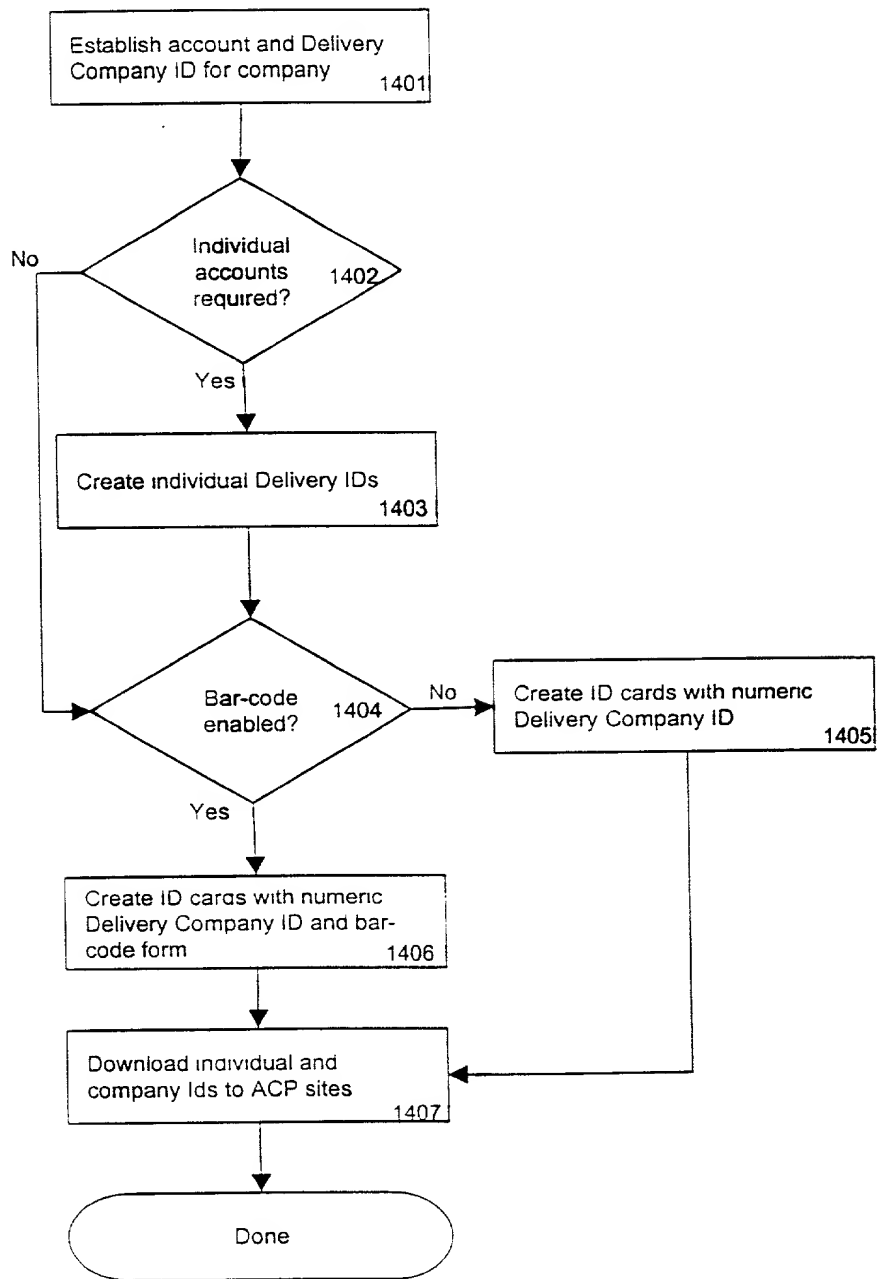 Establish account and Delivery
Company ID for company
1401
Individual
accounts
required?
1402
No
Yes
Create individual Delivery IDs
1403
Bar-code
enabled?
1404
No
Create ID cards with numeric
Delivery Company ID
1405
Yes
Create ID cards with numeric
Delivery Company ID and bar-
code form
1406
Download individual and
company Ids to ACP sites
1407
Done